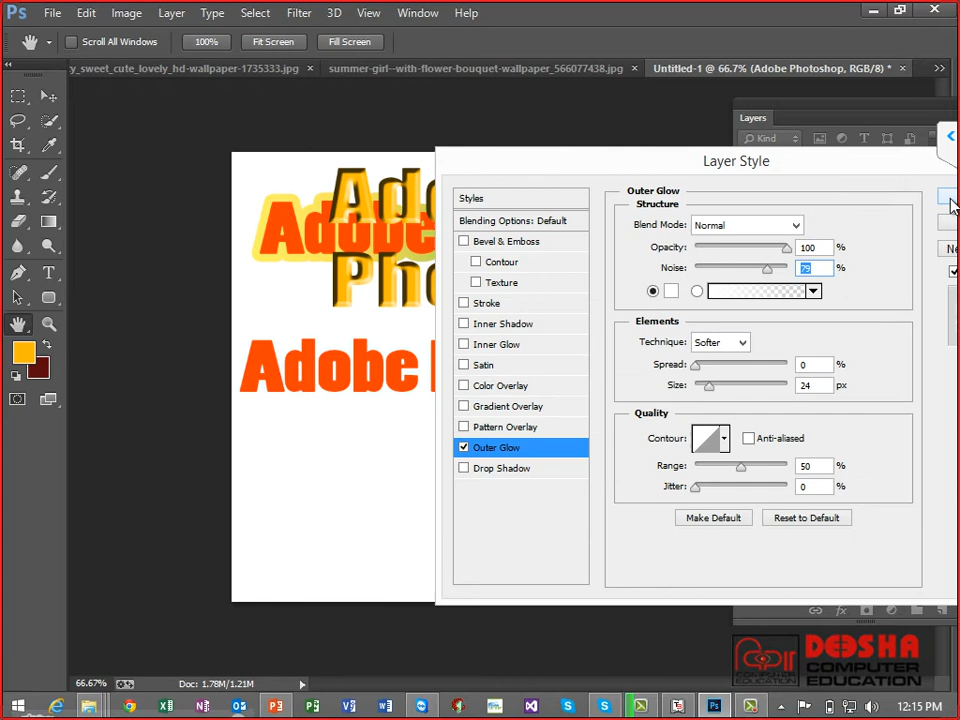 Ps File Edit Image Layer Type Select Filter 3D View Window Help
Scroll All Windows 100% Fit Screen Fill Screen
y_sweet_cute_lovely_hd-wallpaper-1735333.jpg × summer-girl--with-flower-bouquet-wallpaper_566077438.jpg × Untitled-1 @ 66.7% (Adobe Photoshop, RGB/8) * ×
Layers
Kind
Layer Style
Styles
Blending Options: Default
Bevel & Emboss
Contour
Texture
Stroke
Inner Shadow
Inner Glow
Satin
Color Overlay
Gradient Overlay
Pattern Overlay
Outer Glow
Drop Shadow
Outer Glow
Structure
Blend Mode: Normal
Opacity: 100 %
Noise: 79 %
Elements
Technique: Softer
Spread: 0 %
Size: 24 px
Quality
Contour: Anti-aliased
Range: 50 %
Jitter: 0 %
Make Default Reset to Default
Ne
Ado
Adobe
Pho
Adobe
DEOSHA
COMPUTER
EDUCATION
66.67% Doc: 1.78M/1.21M
12:15 PM